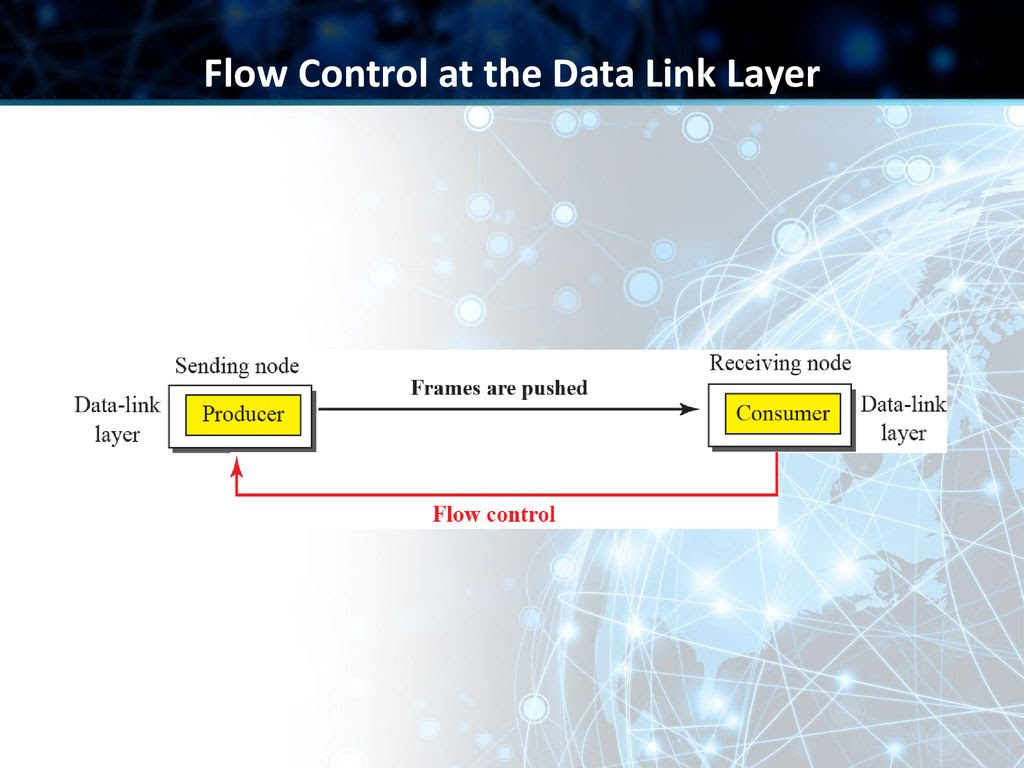 Flow Control at the Data Link Layer
Sending node
Receiving node
Frames are pushed
Data-link
layer
Producer
Consumer
Data-link
layer
Flow control